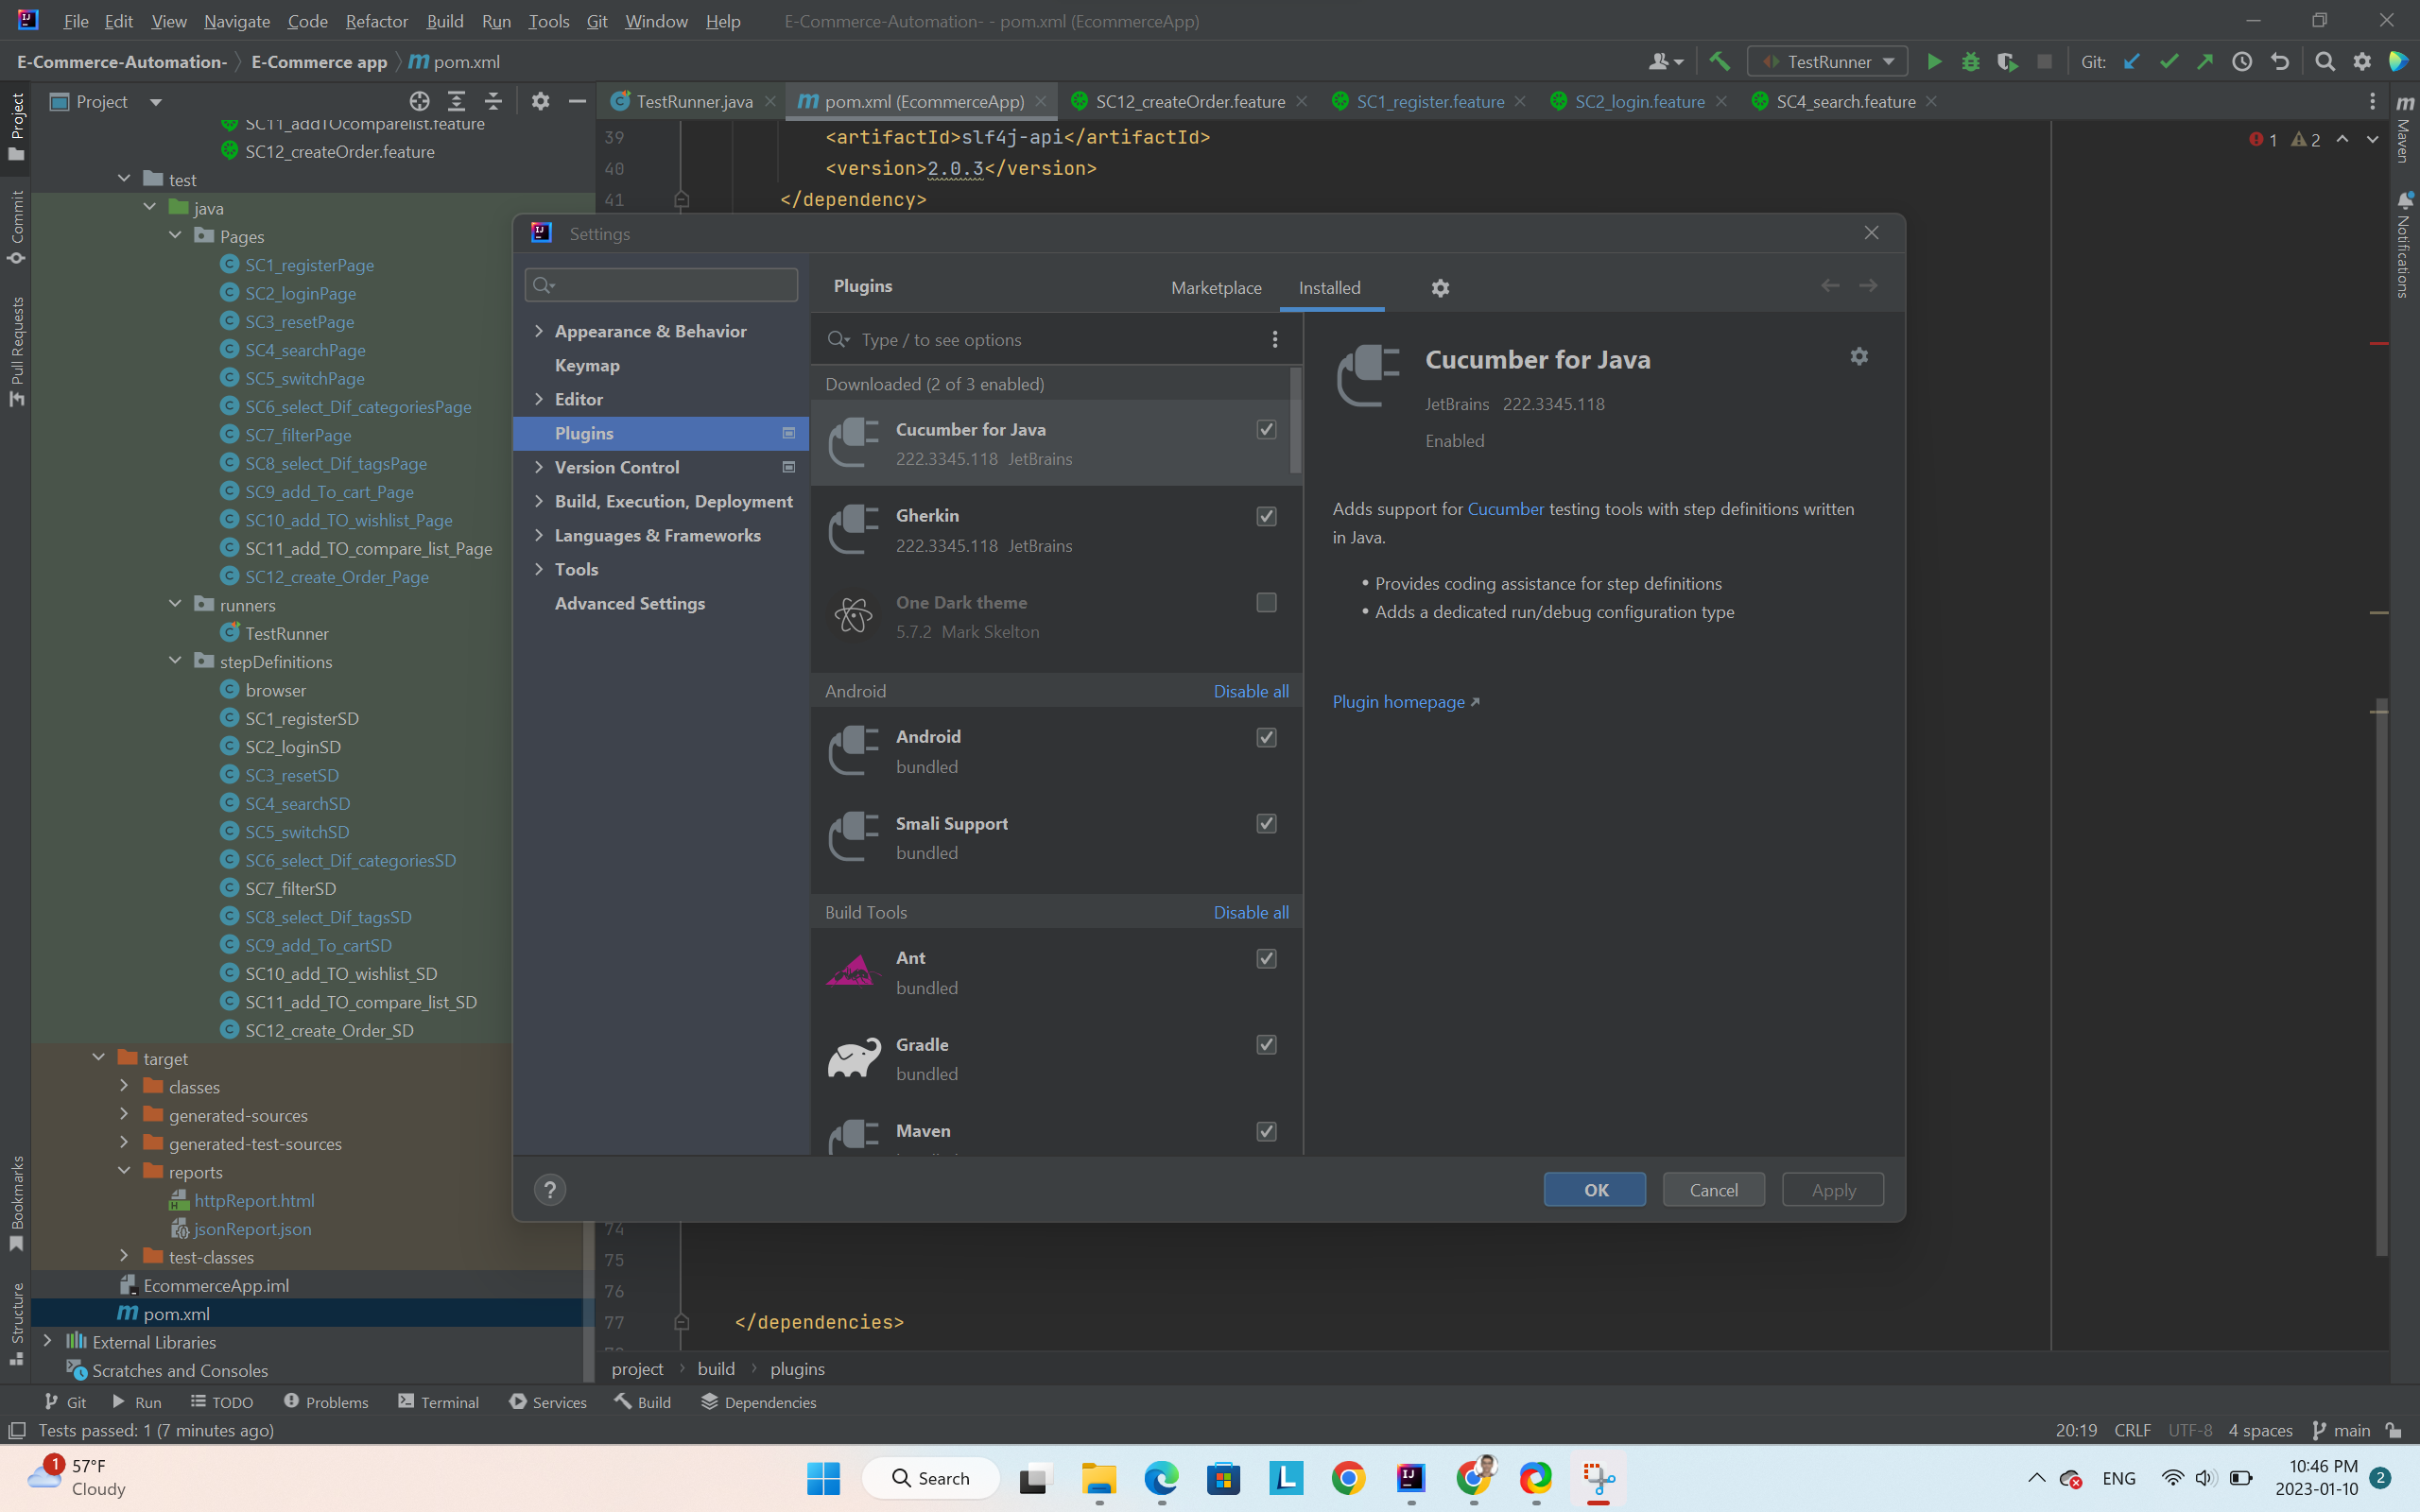 File Edit View Navigate Code Refactor Build Run Tools Git Window Help E-Commerce-Automation- - pom.xml (EcommerceApp)
E-Commerce-Automation- E-Commerce app m pom.xml TestRunner Git:
Project TestRunner.java m pom.xml (EcommerceApp) SC12_createOrder.feature SC1_register.feature SC2_login.feature SC4_search.feature
Project
Commit
Pull Requests
Bookmarks
Structure
SC11_addTOcomparelist.feature
SC12_createOrder.feature
test
java
Pages
SC1_registerPage
SC2_loginPage
SC3_resetPage
SC4_searchPage
SC5_switchPage
SC6_select_Dif_categoriesPage
SC7_filterPage
SC8_select_Dif_tagsPage
SC9_add_To_cart_Page
SC10_add_TO_wishlist_Page
SC11_add_TO_compare_list_Page
SC12_create_Order_Page
runners
TestRunner
stepDefinitions
browser
SC1_registerSD
SC2_loginSD
SC3_resetSD
SC4_searchSD
SC5_switchSD
SC6_select_Dif_categoriesSD
SC7_filterSD
SC8_select_Dif_tagsSD
SC9_add_To_cartSD
SC10_add_TO_wishlist_SD
SC11_add_TO_compare_list_SD
SC12_create_Order_SD
target
classes
generated-sources
generated-test-sources
reports
httpReport.html
jsonReport.json
test-classes
EcommerceApp.iml
m pom.xml
External Libraries
Scratches and Consoles
39 <artifactId>slf4j-api</artifactId>
40 <version>2.0.3</version>
41 </dependency>
1 2
m Maven
Notifications
Settings
Appearance & Behavior
Keymap
Editor
Plugins
Version Control
Build, Execution, Deployment
Languages & Frameworks
Tools
Advanced Settings
Plugins Marketplace Installed
Type / to see options
Downloaded (2 of 3 enabled)
Cucumber for Java
222.3345.118 JetBrains
Gherkin
222.3345.118 JetBrains
One Dark theme
5.7.2 Mark Skelton
Android Disable all
Android
bundled
Smali Support
bundled
Build Tools Disable all
Ant
bundled
Gradle
bundled
Maven
Cucumber for Java
JetBrains 222.3345.118
Enabled
Adds support for Cucumber testing tools with step definitions written
in Java.
• Provides coding assistance for step definitions
• Adds a dedicated run/debug configuration type
Plugin homepage
? OK Cancel Apply
74
75
76
77 </dependencies>
project build plugins
Git Run TODO Problems Terminal Services Build Dependencies
Tests passed: 1 (7 minutes ago) 20:19 CRLF UTF-8 4 spaces main
1 57°F
Cloudy
Search
ENG
10:46 PM
2023-01-10
2